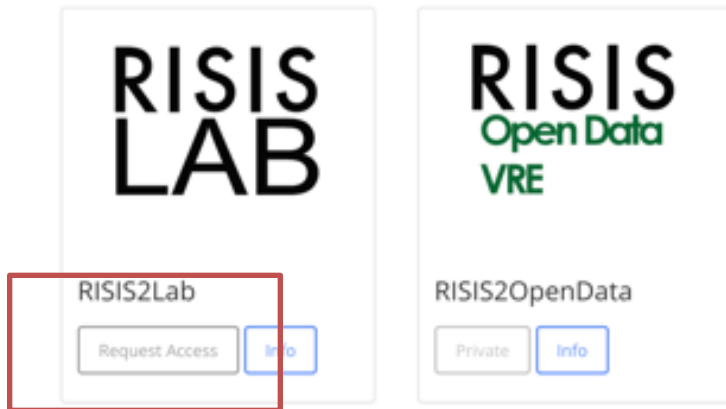 RISIS
LAB
RISIS2Lab
Request Access
Info
RISIS
Open Data
VRE
RISIS2OpenData
Private
Info